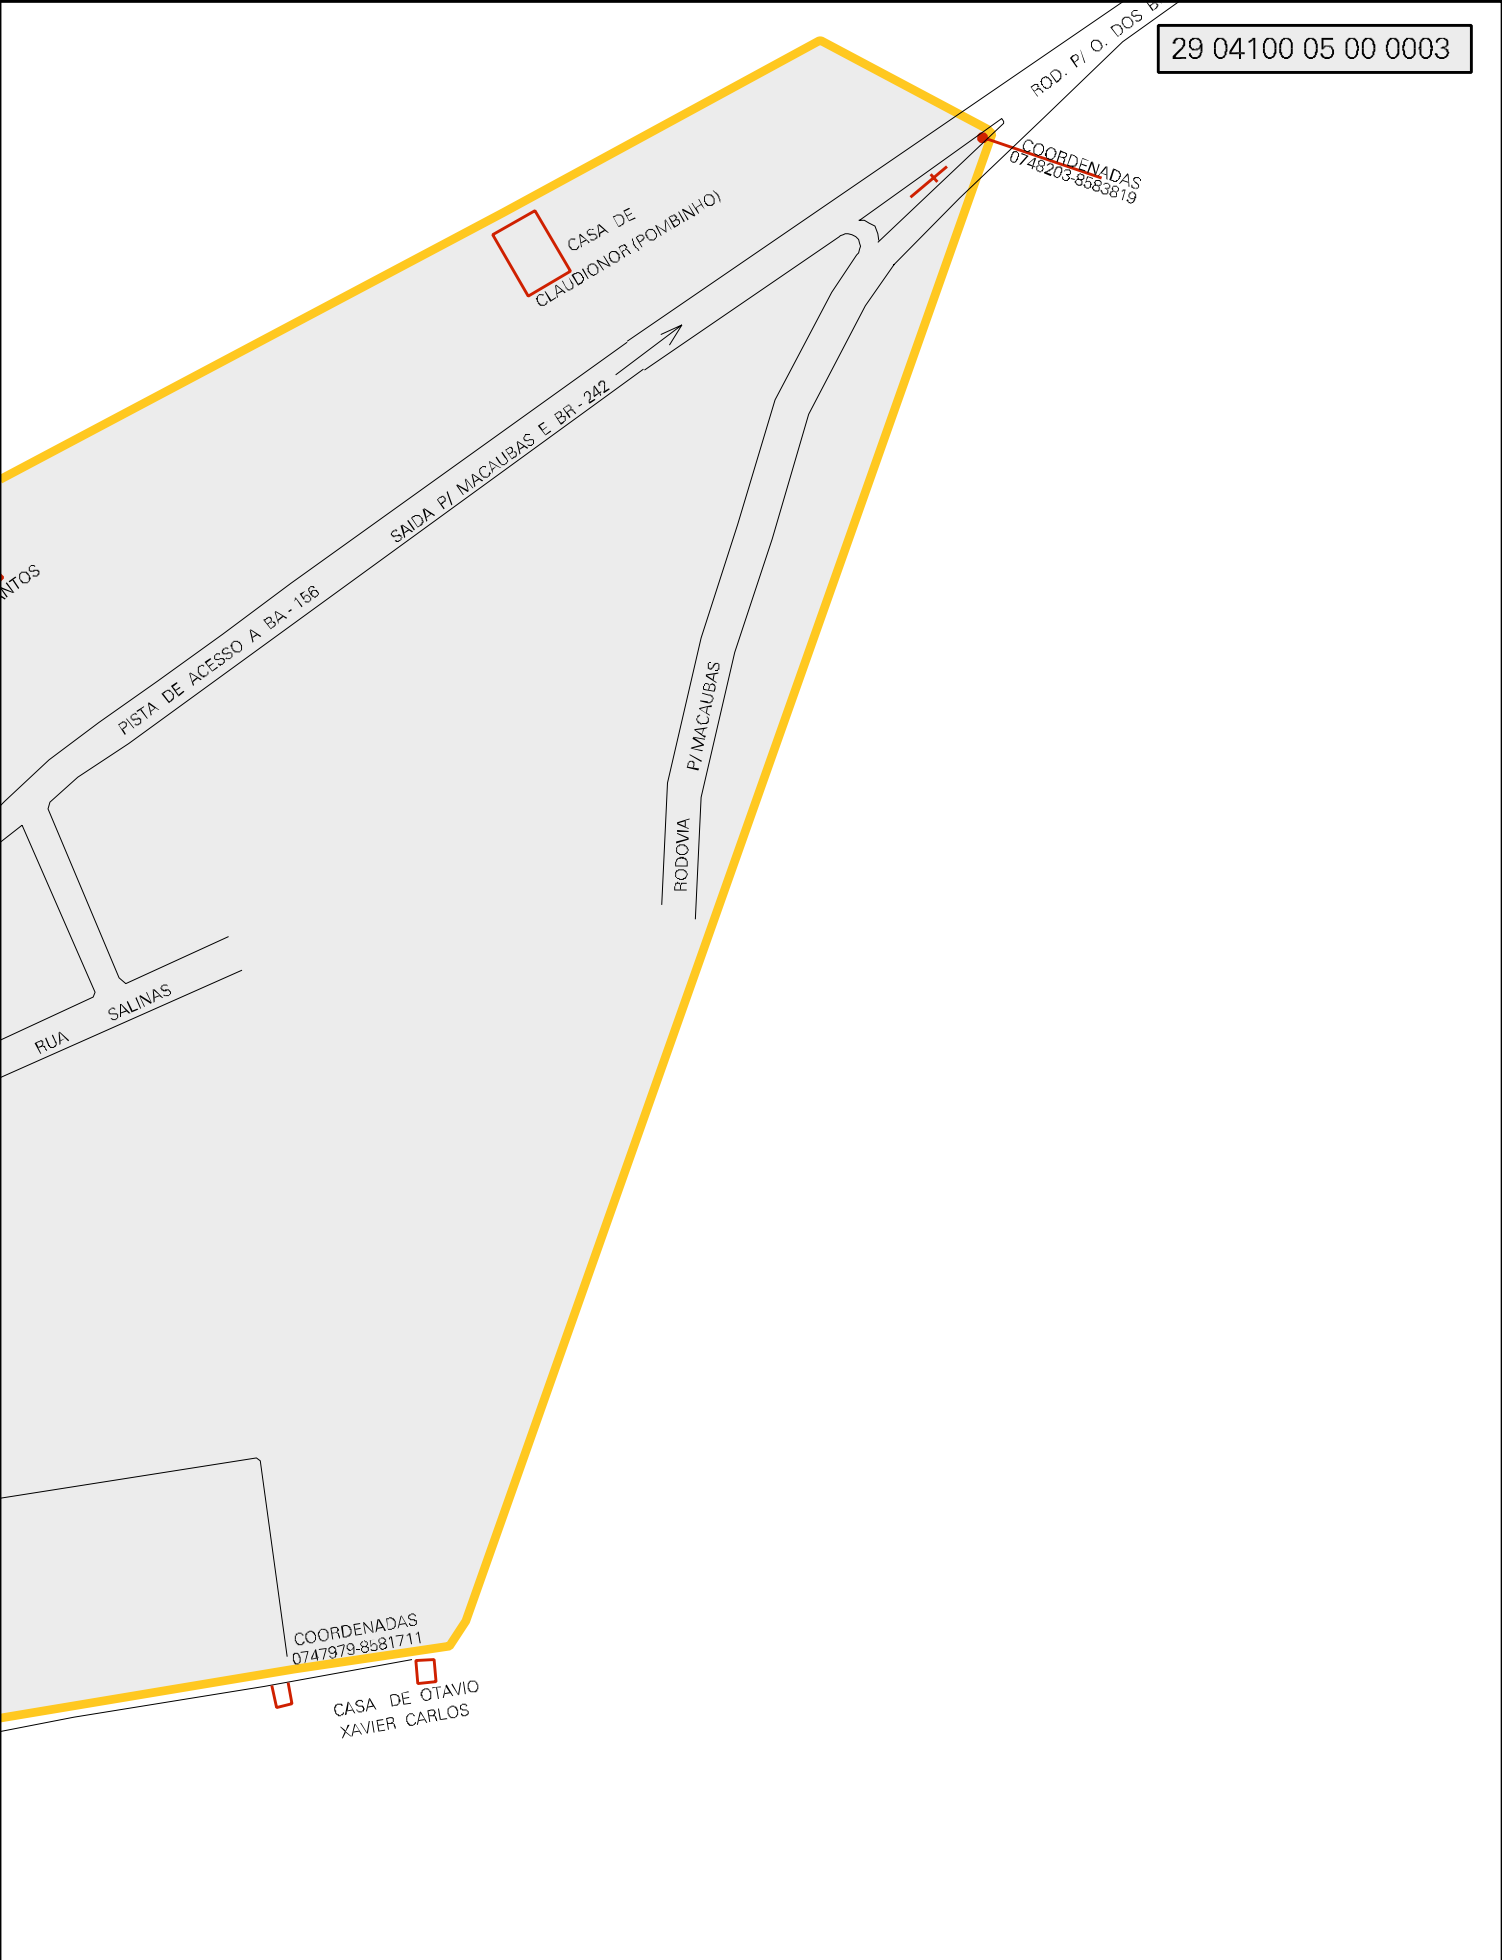 ROD. P/ O. DOS B
29 04100 05 00 0003
COORDENADAS
0748203-8583819
CASA DE
CLAUDIONOR (POMBINHO)
SAIDA P/ MACAUBAS E BR - 242
PISTA DE ACESSO A BA - 156
ANTOS
RODOVIA P/ MACAUBAS
RUA SALINAS
COORDENADAS
0747979-8581711
CASA DE OTAVIO
XAVIER CARLOS